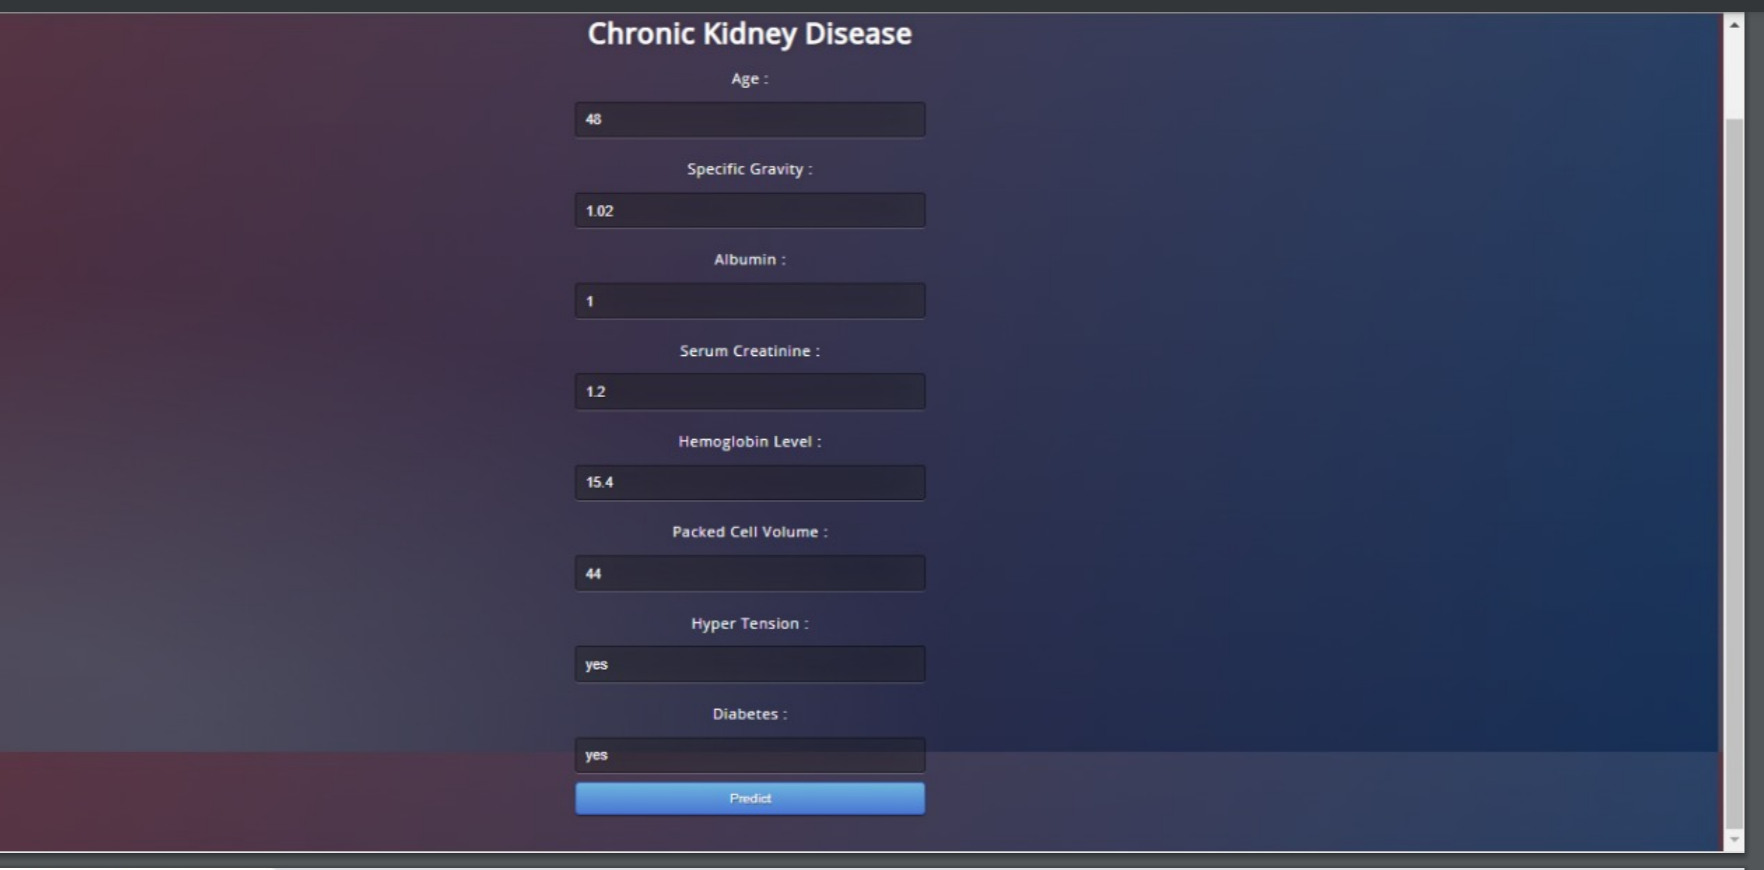 Chronic Kidney Disease
Age :
48
Specific Gravity :
1.02
Albumin :
1
Serum Creatinine :
1.2
Hemoglobin Level :
15.4
Packed Cell Volume :
44
Hyper Tension :
yes
Diabetes :
yes
Predict